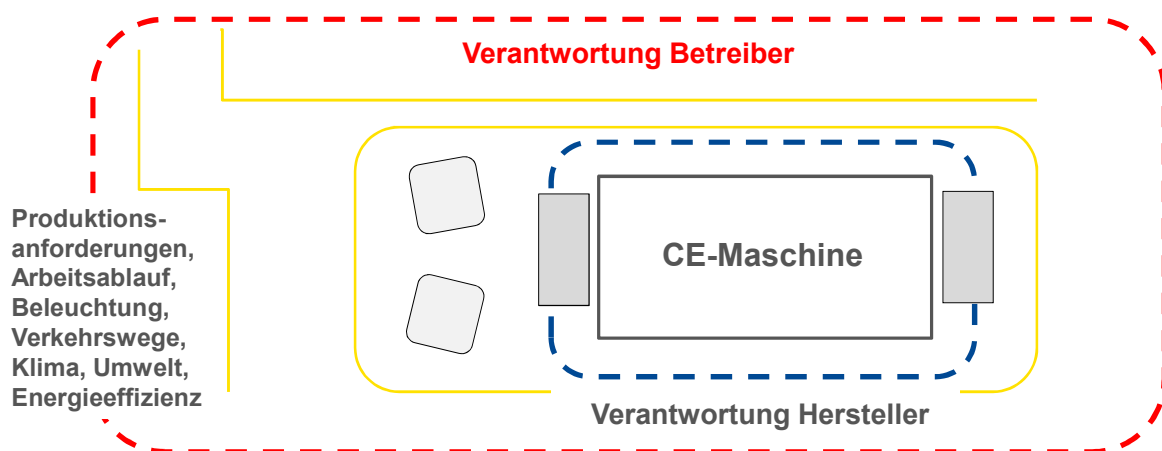 Verantwortung Betreiber
Produktions-
anforderungen,
Arbeitsablauf,
Beleuchtung,
Verkehrswege,
Klima, Umwelt,
Energieeffizienz
CE-Maschine
Verantwortung Hersteller